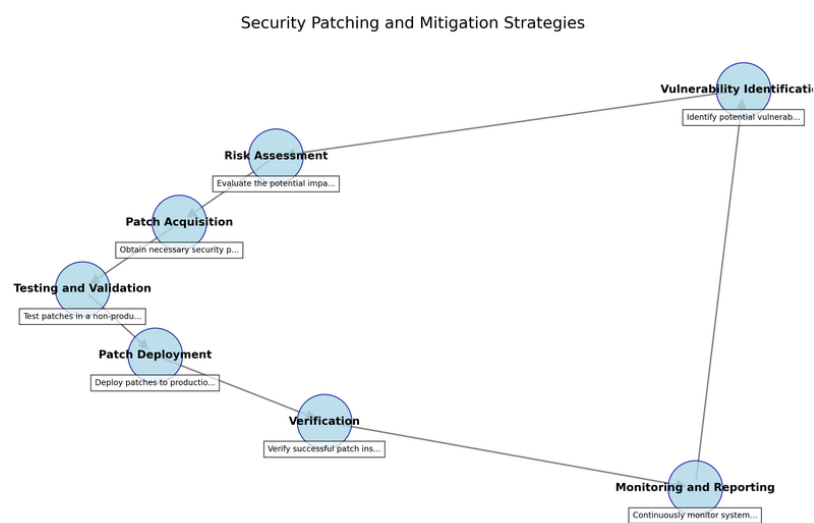 Security Patching and Mitigation Strategies
Vulnerability Identificati
Identify potential vulnerab...
Risk Assessment
Evaluate the potential impa...
Patch Acquisition
Obtain necessary security p...
Testing and Validation
Test patches in a non-produ...
Patch Deployment
Deploy patches to productio...
Verification
Verify successful patch ins...
Monitoring and Reporting
Continuously monitor system...